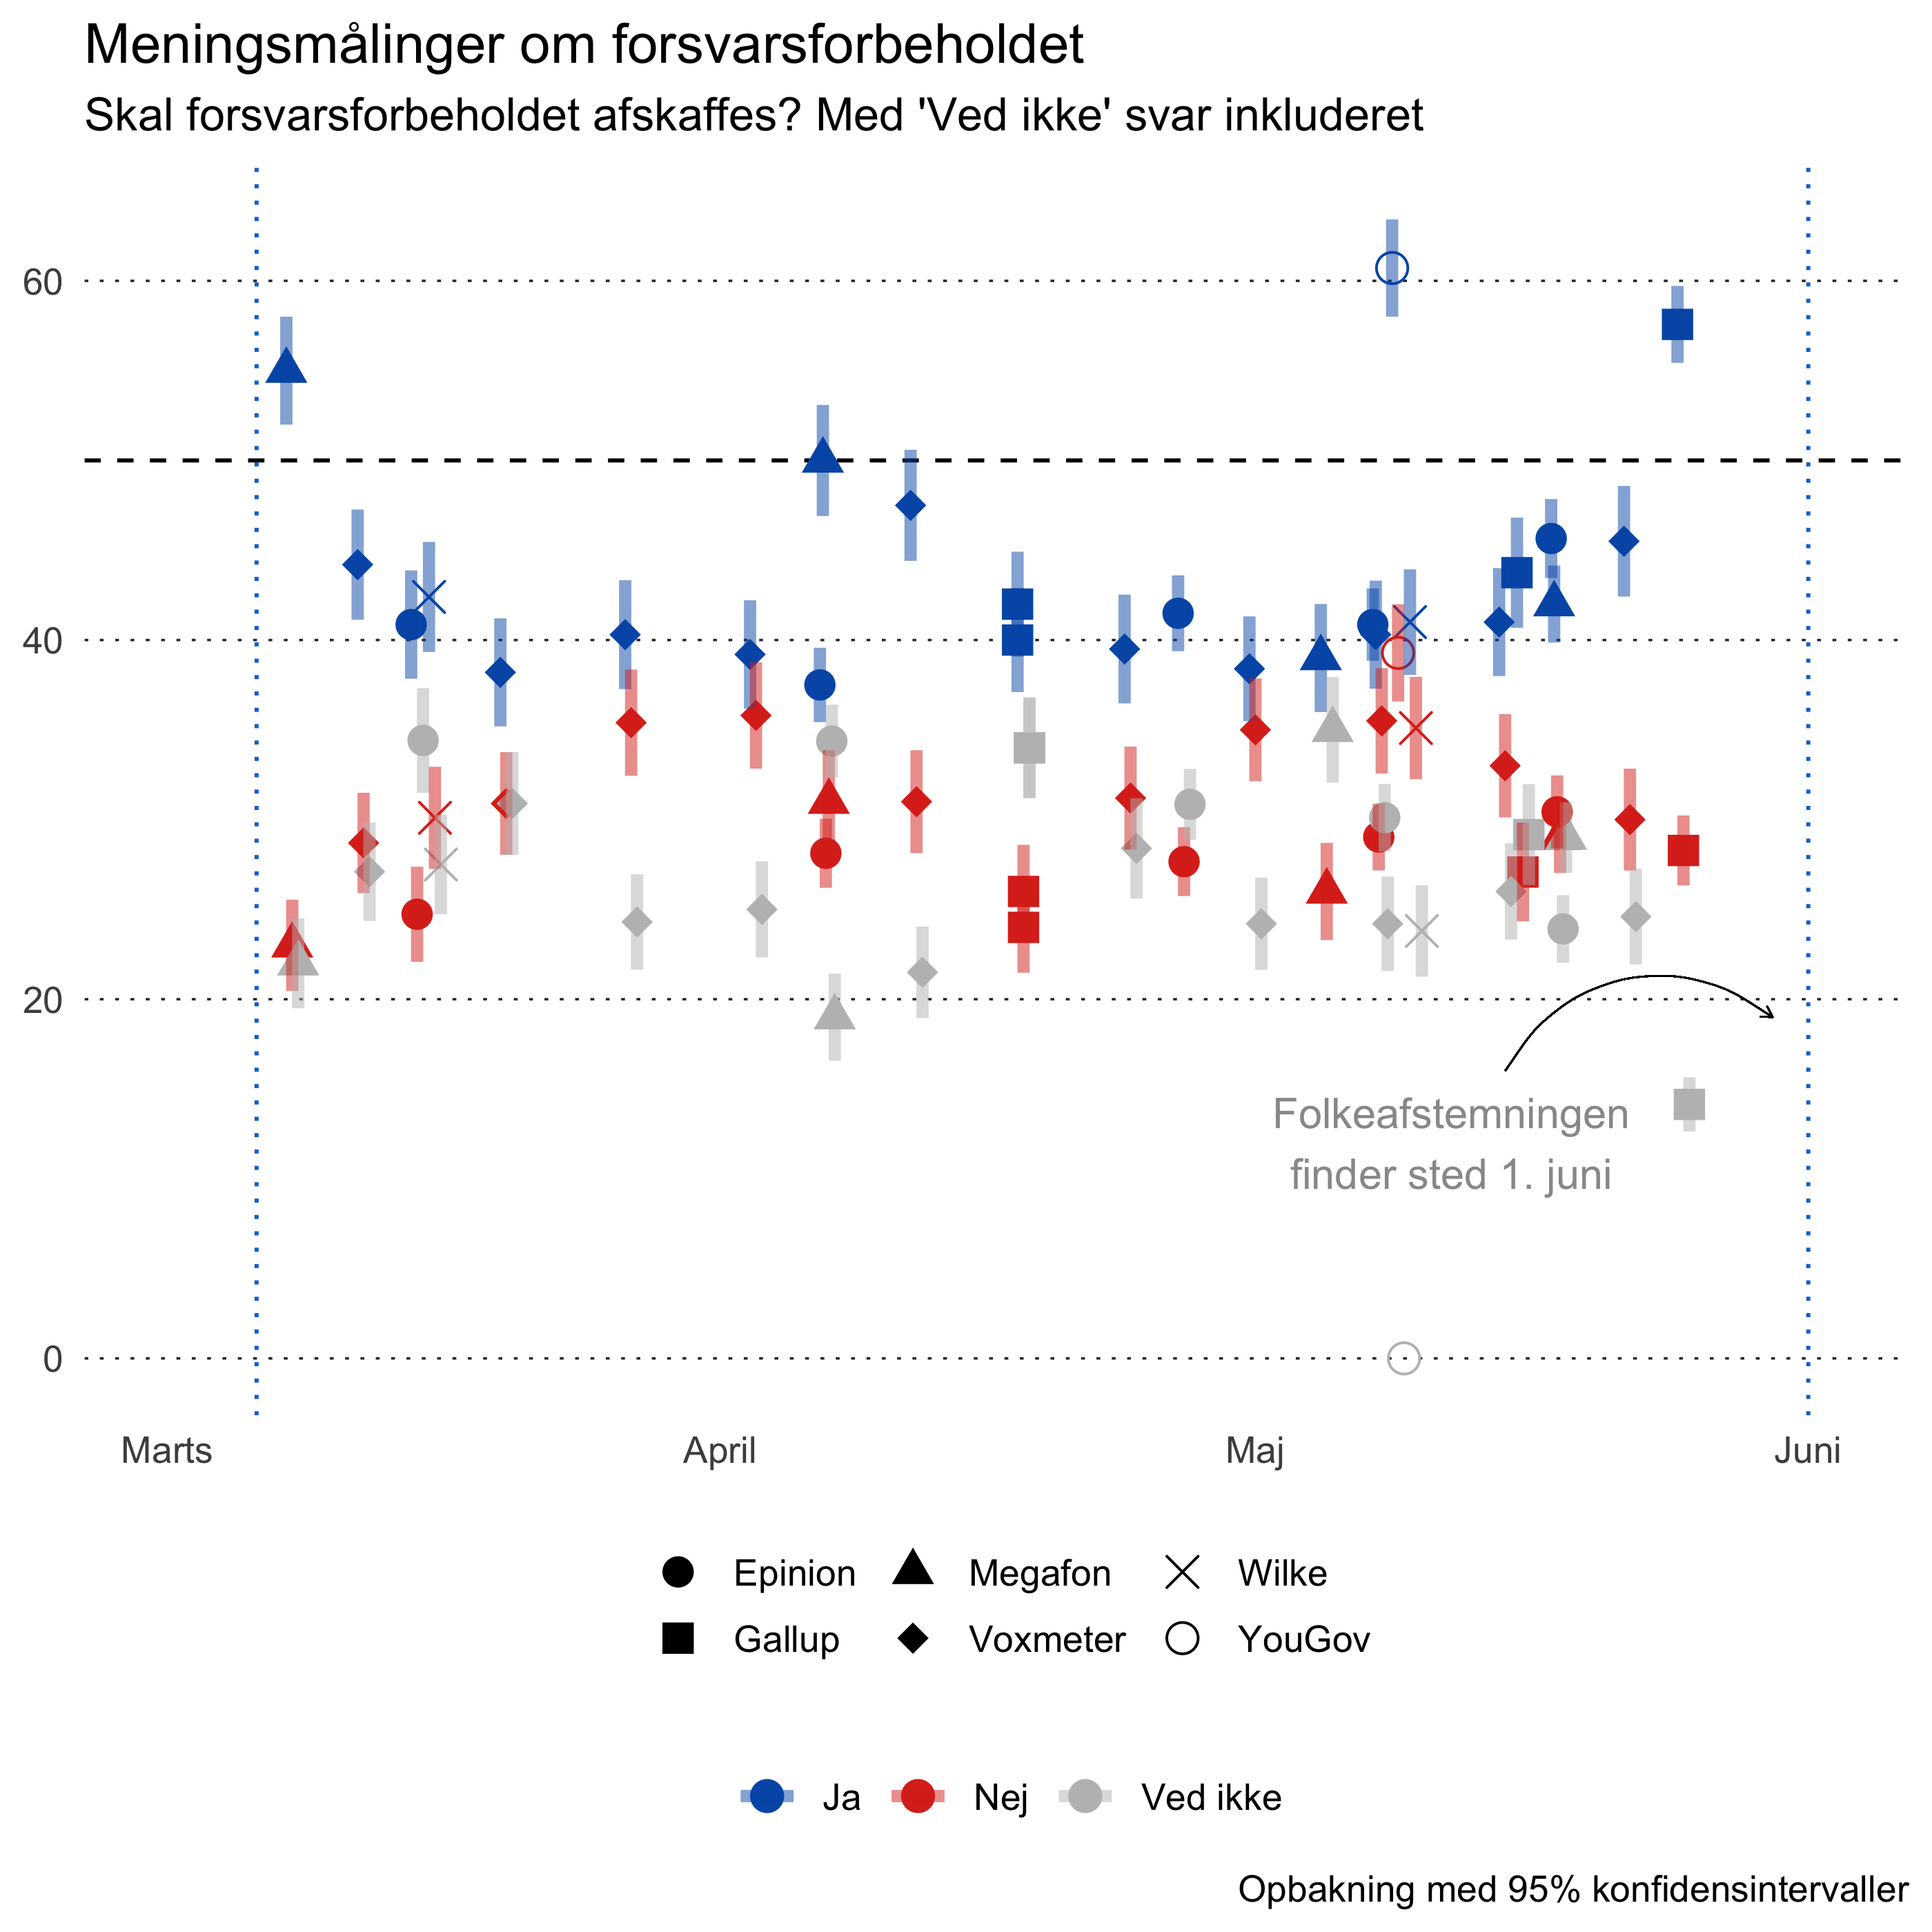 Meningsmålinger om forsvarsforbeholdet
Skal forsvarsforbeholdet afskaffes? Med 'Ved ikke' svar inkluderet
60
40
20
0
Folkeafstemningen
finder sted 1. juni
Marts April Maj Juni
Epinion Megafon Wilke
Gallup Voxmeter YouGov
Ja Nej Ved ikke
Opbakning med 95% konfidensintervaller